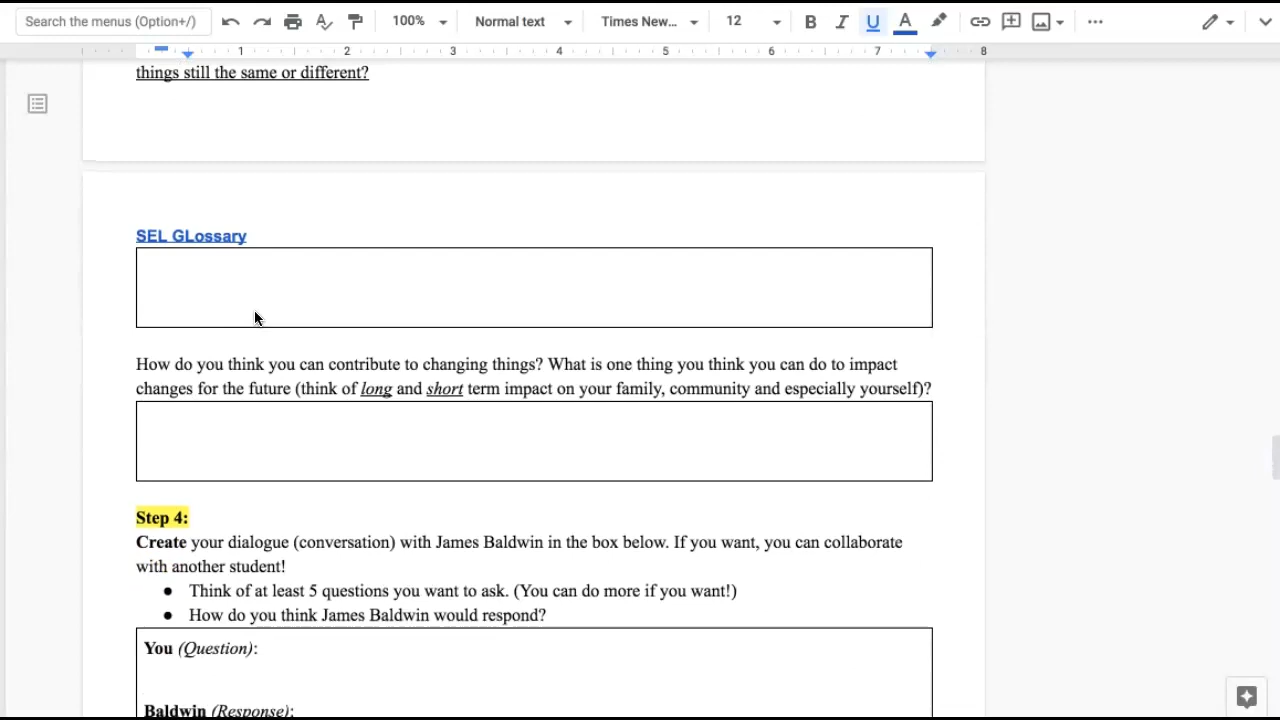 Search the menus (Option+/)
100%
Normal text
Times New...
12
B
I
U
A
1
2
3
4
5
6
7
8
things still the same or different?
SEL GLossary
How do you think you can contribute to changing things? What is one thing you think you can do to impact
changes for the future (think of long and short term impact on your family, community and especially yourself)?
Step 4:
Create your dialogue (conversation) with James Baldwin in the box below. If you want, you can collaborate
with another student!
● Think of at least 5 questions you want to ask. (You can do more if you want!)
● How do you think James Baldwin would respond?
You (Question):
Baldwin (Response):